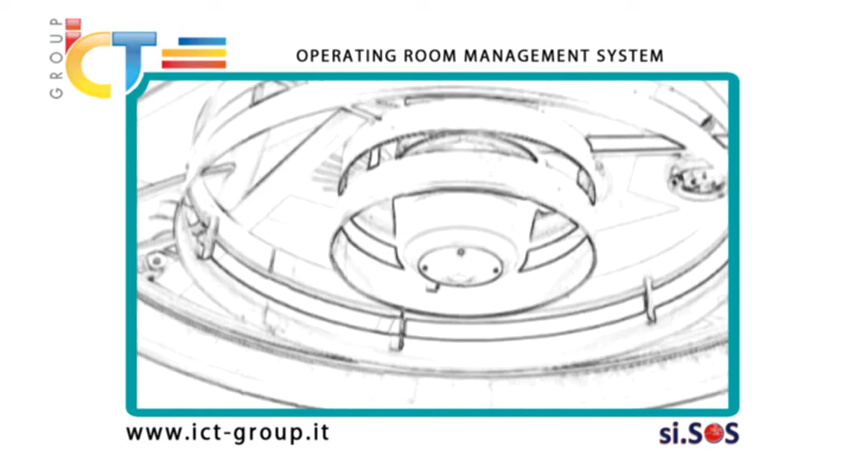 GROUP
iCT
OPERATING ROOM MANAGEMENT SYSTEM
www.ict-group.it
si.SOS